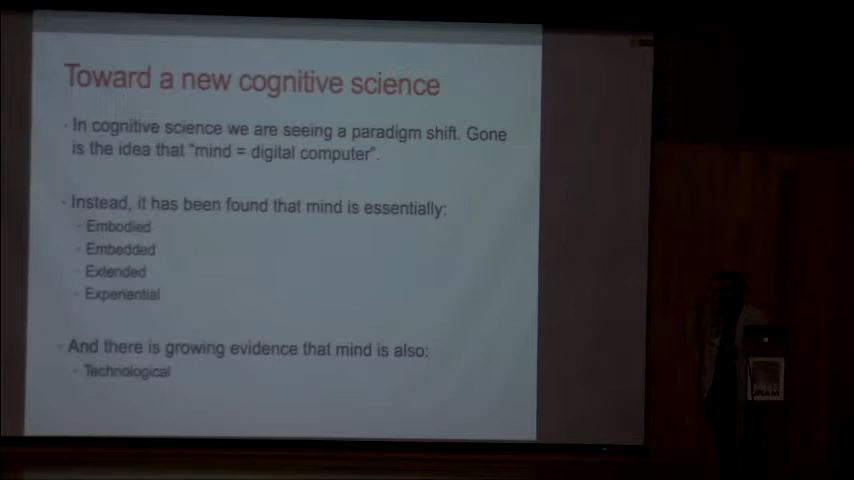 Toward a new cognitive science
In cognitive science we are seeing a paradigm shift. Gone
is the idea that "mind = digital computer".
Instead, it has been found that mind is essentially:
Embodied
Embedded
Extended
Experiential
And there is growing evidence that mind is also:
Technological